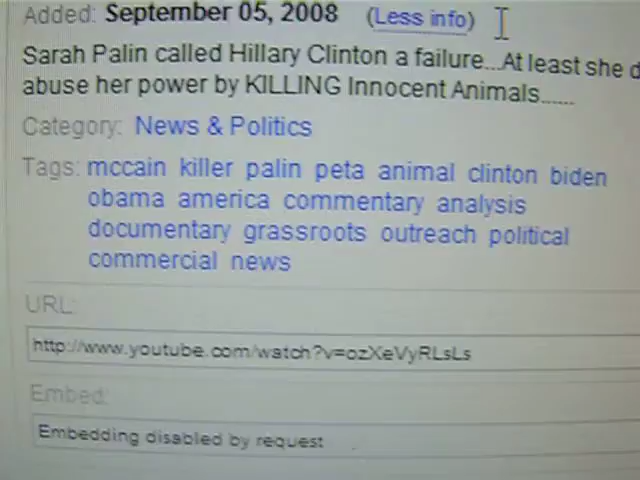 Added: September 05, 2008 (Less info)
Sarah Palin called Hillary Clinton a failure...At least she d
abuse her power by KILLING Innocent Animals......
Category: News & Politics
Tags: mccain killer palin peta animal clinton biden
obama america commentary analysis
documentary grassroots outreach political
commercial news
URL:
http://www.youtube.com/watch?v=ozXeVyRLsLs
Embed:
Embedding disabled by request